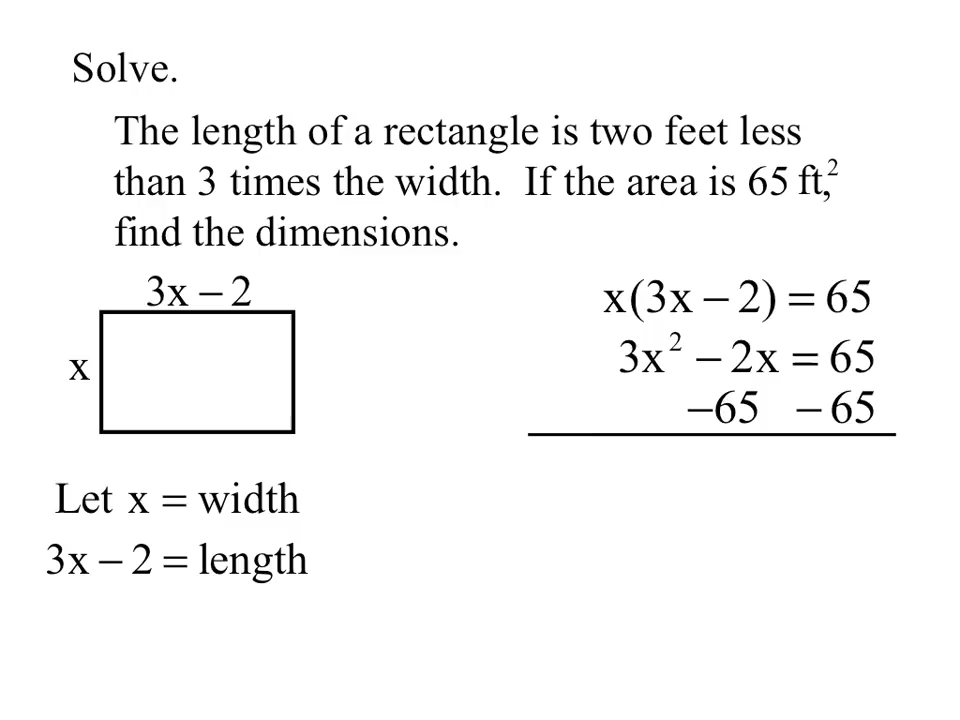 Solve.
The length of a rectangle is two feet less
than 3 times the width. If the area is 65 ft,²
find the dimensions.
3x − 2
x
Let x = width
3x − 2 = length
x(3x − 2) = 65
3x² − 2x = 65
−65 − 65